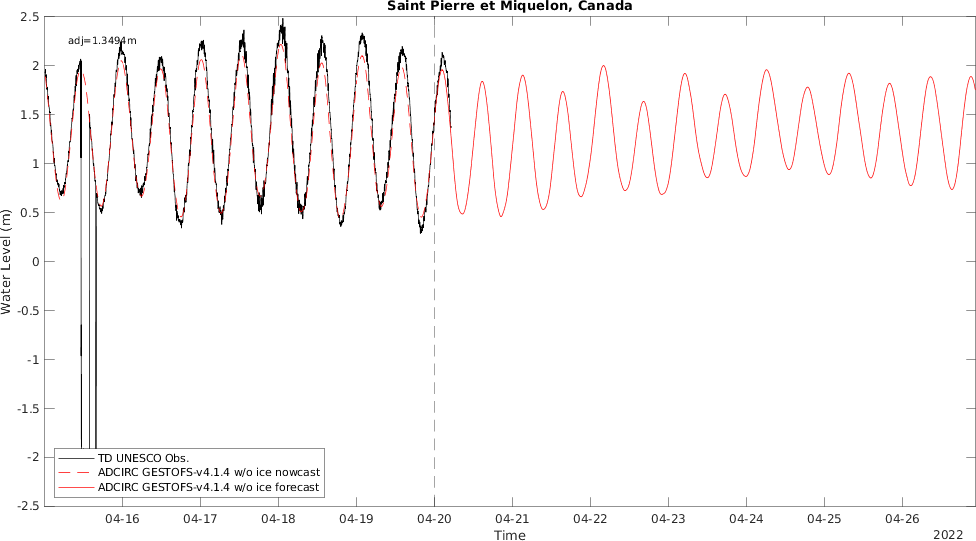 Saint Pierre et Miquelon, Canada
adj=1.3494m
2.5
2
1.5
1
0.5
0
-0.5
-1
-1.5
-2
-2.5
Water Level (m)
TD UNESCO Obs.
ADCIRC GESTOFS-v4.1.4 w/o ice nowcast
ADCIRC GESTOFS-v4.1.4 w/o ice forecast
04-16 04-17 04-18 04-19 04-20 04-21 04-22 04-23 04-24 04-25 04-26
Time
2022